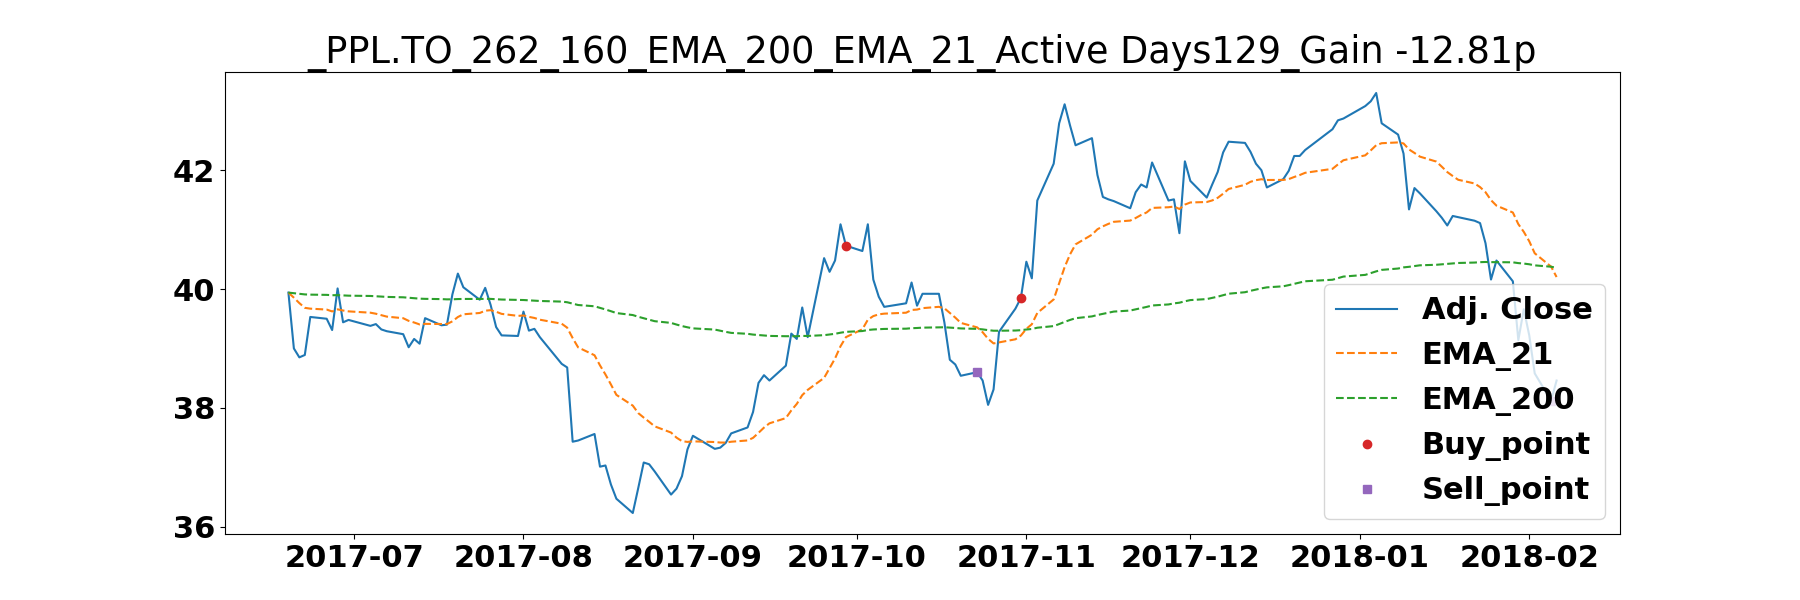 _PPL.TO_262_160_EMA_200_EMA_21_Active Days129_Gain -12.81p
42
40
38
36
Adj. Close
EMA_21
EMA_200
Buy_point
Sell_point
2017-07 2017-08 2017-09 2017-10 2017-11 2017-12 2018-01 2018-02